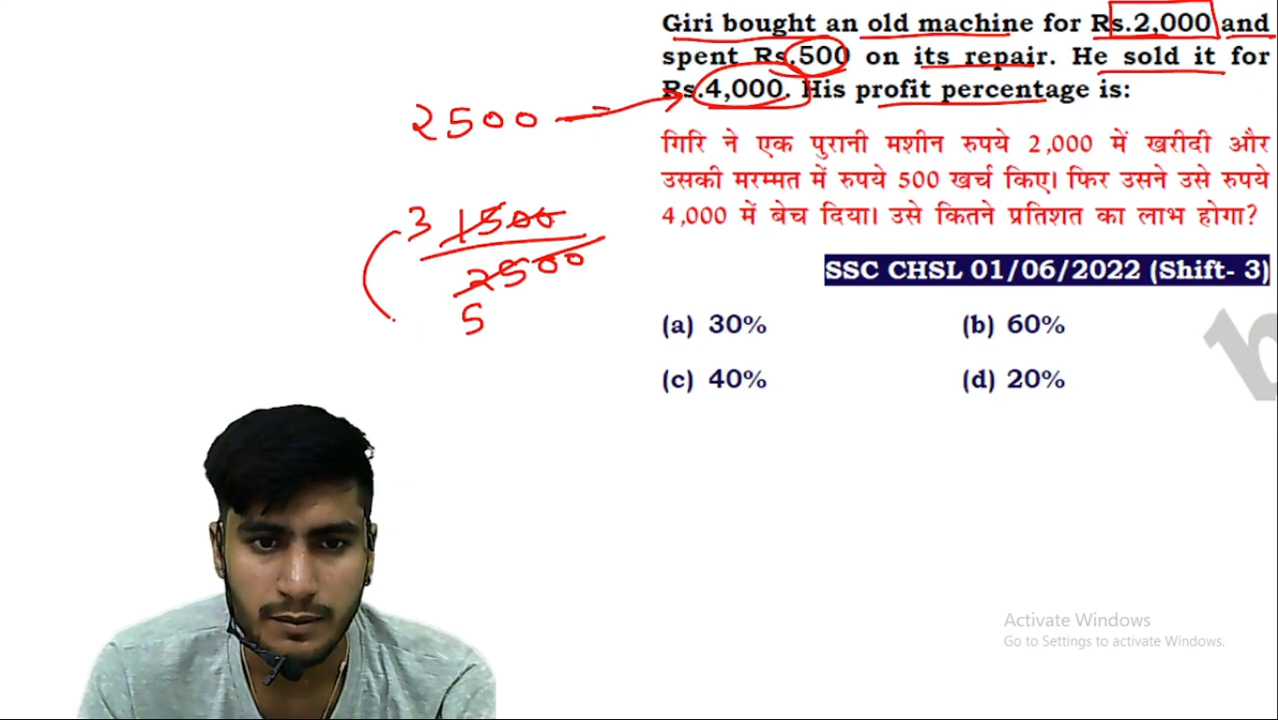 Giri bought an old machine for Rs.2,000 and
spent Rs.500 on its repair. He sold it for
Rs.4,000. His profit percentage is:
2500
गिरि ने एक पुरानी मशीन रुपये 2,000 में खरीदी और
उसकी मरम्मत में रुपये 500 खर्च किए। फिर उसने उसे रुपये
4,000 में बेच दिया। उसे कितने प्रतिशत का लाभ होगा?
3 1500
2500
5
SSC CHSL 01/06/2022 (Shift- 3)
(a) 30% (b) 60%
(c) 40% (d) 20%
Activate Windows
Go to Settings to activate Windows.